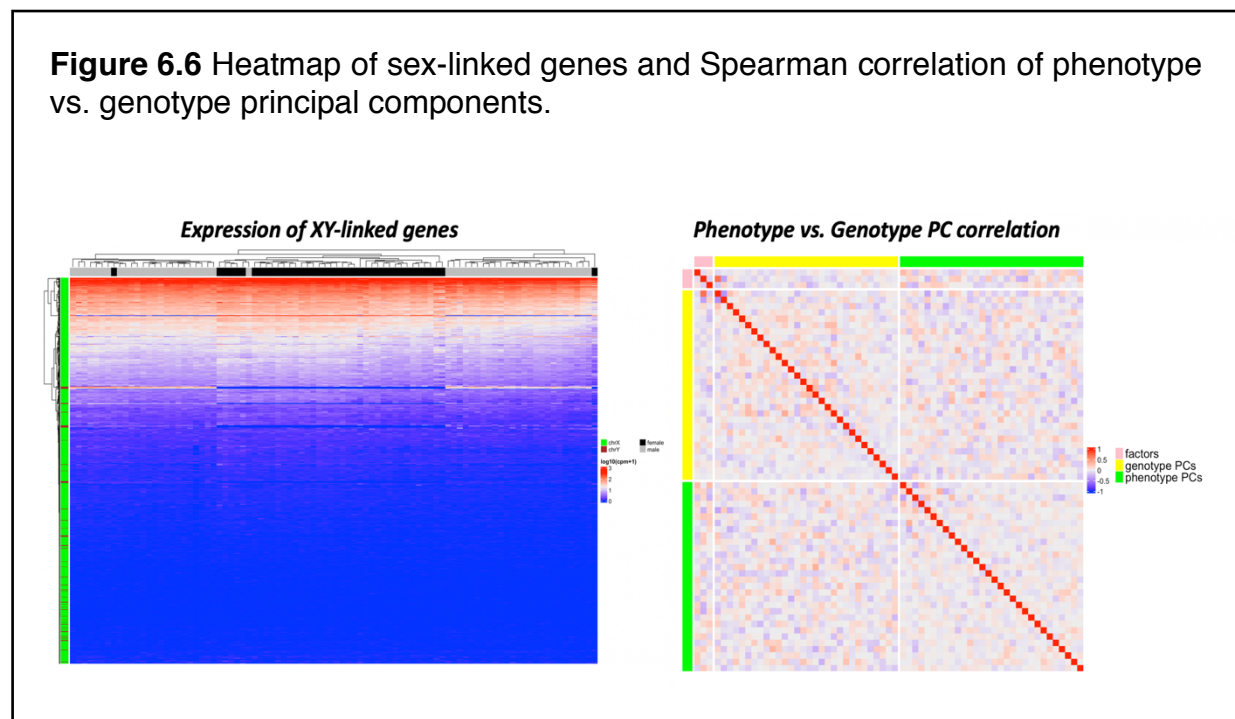 Figure 6.6 Heatmap of sex-linked genes and Spearman correlation of phenotype
vs. genotype principal components.
Expression of XY-linked genes
Phenotype vs. Genotype PC correlation
chrX
female
chrY
male
log10(cpm+1)
3
2
1
0
1
0.5
0
-0.5
-1
factors
genotype PCs
phenotype PCs